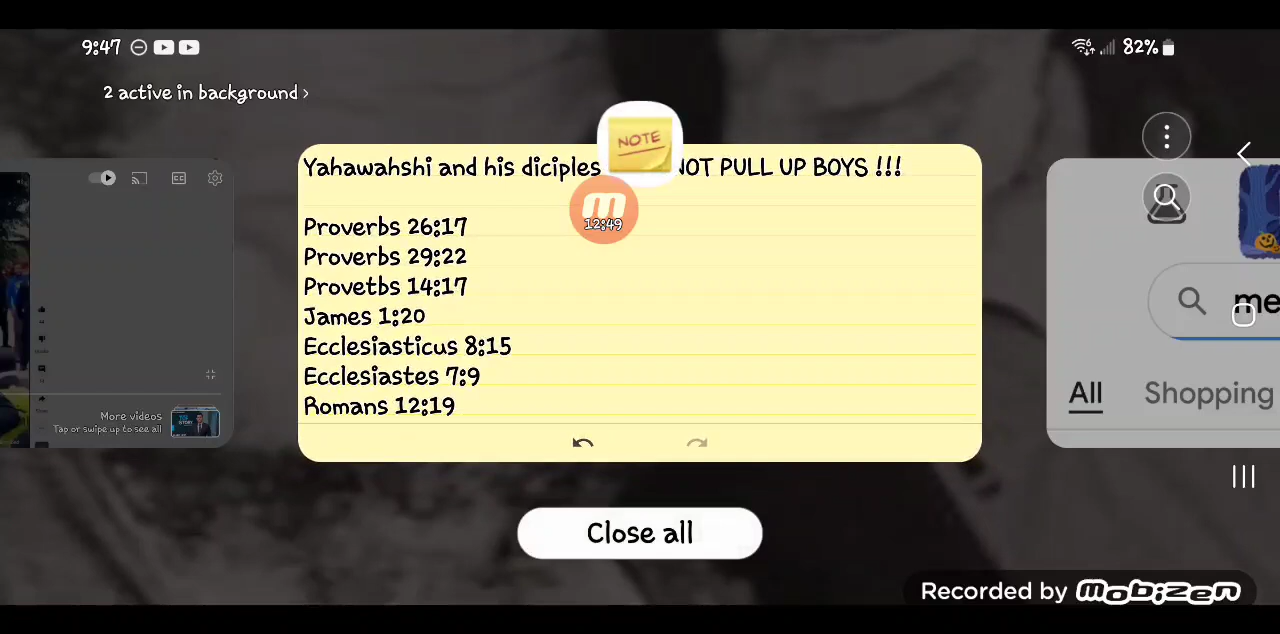 9:47
82%
2 active in background >
NOTE
Yahawahshi and his diciples NOT PULL UP BOYS !!!
12:49
Proverbs 26:17
Proverbs 29:22
Provetbs 14:17
James 1:20
Ecclesiasticus 8:15
Ecclesiastes 7:9
Romans 12:19
CC
More videos
Tap or swipe up to see all
me
All Shopping
Close all
Recorded by mobizen